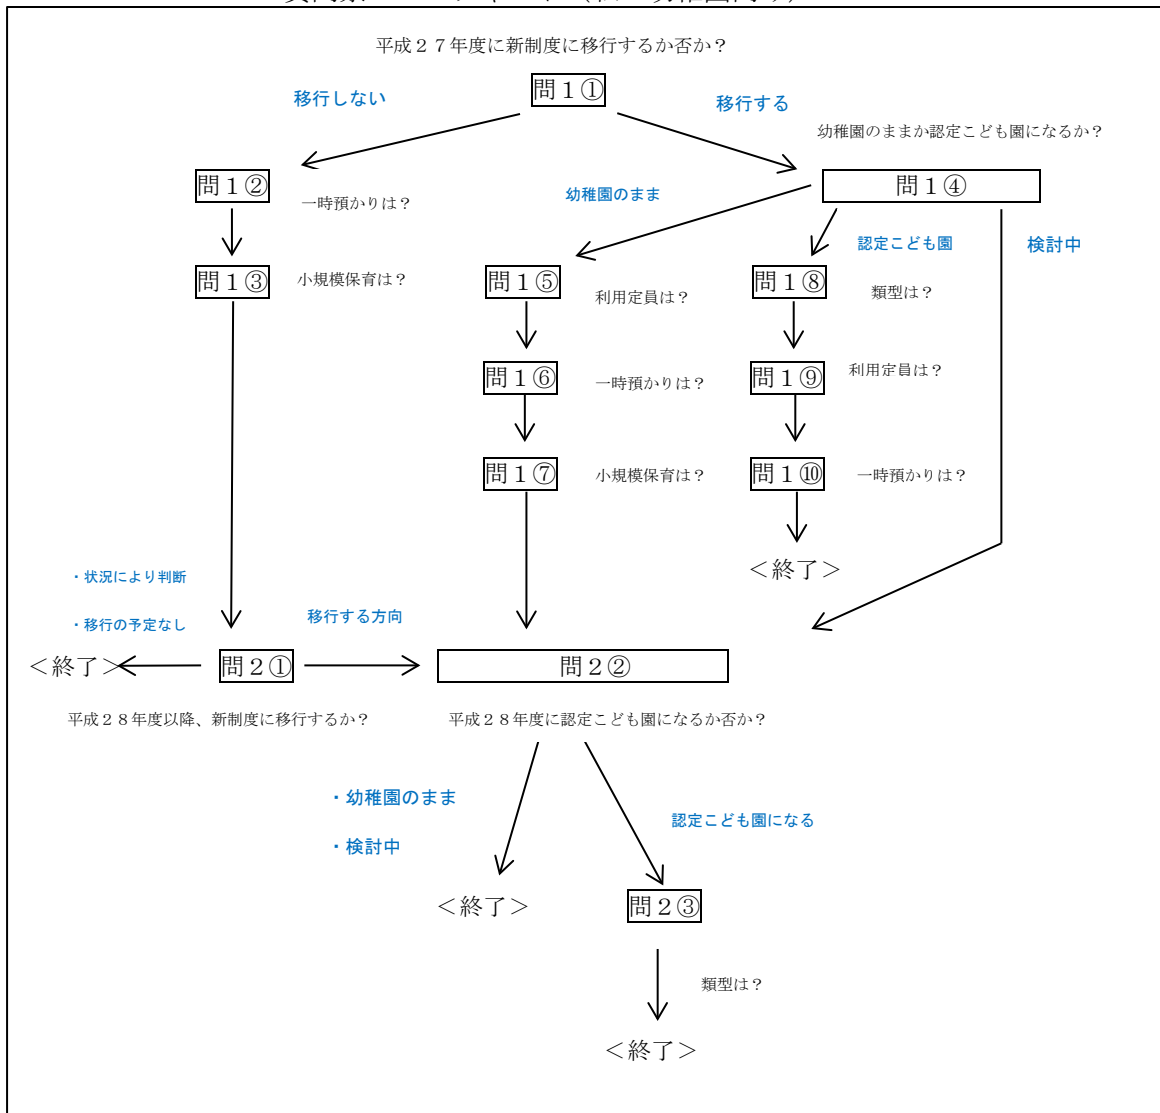 平成２７年度に新制度に移行するか否か？
問１①
移行しない
移行する
幼稚園のままか認定こども園になるか？
問１②
一時預かりは？
幼稚園のまま
問１④
認定こども園
検討中
問１③
小規模保育は？
問１⑤
利用定員は？
問１⑧
類型は？
問１⑥
一時預かりは？
問１⑨
利用定員は？
問１⑦
小規模保育は？
問１⑩
一時預かりは？
＜終了＞
・状況により判断
・移行の予定なし
移行する方向
＜終了＞
問２①
問２②
平成２８年度以降、新制度に移行するか？
平成２８年度に認定こども園になるか否か？
・幼稚園のまま
・検討中
認定こども園になる
＜終了＞
問２③
類型は？
＜終了＞